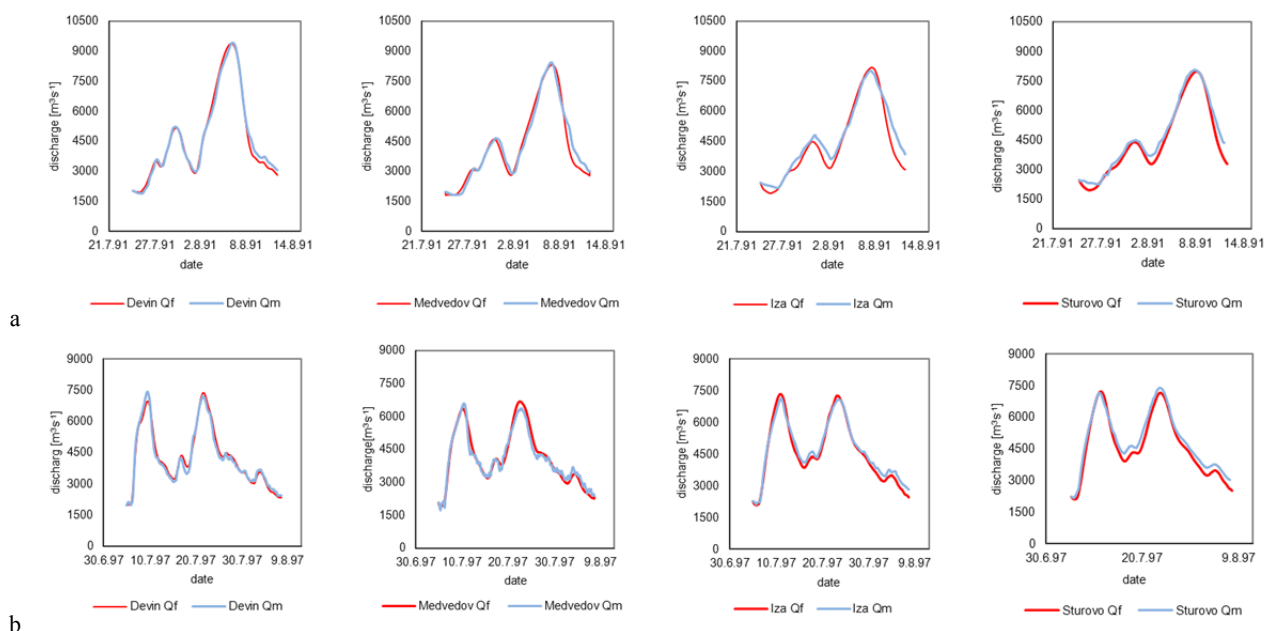 discharge [m³s⁻¹]
10500
9000
7500
6000
4500
3000
1500
0
21.7.91 27.7.91 2.8.91 8.8.91 14.8.91
date
Devin Qf Devin Qm
discharge [m³s⁻¹]
10500
9000
7500
6000
4500
3000
1500
0
21.7.91 27.7.91 2.8.91 8.8.91 14.8.91
date
Medvedov Qf Medvedov Qm
discharge [m³s⁻¹]
10500
9000
7500
6000
4500
3000
1500
0
21.7.91 27.7.91 2.8.91 8.8.91 14.8.91
date
Iza Qf Iza Qm
discharge [m³s⁻¹]
10500
9000
7500
6000
4500
3000
1500
0
21.7.91 27.7.91 2.8.91 8.8.91 14.8.91
date
Sturovo Qf Sturovo Qm
a
discharg [m³s⁻¹]
9000
7500
6000
4500
3000
1500
0
30.6.97 10.7.97 20.7.97 30.7.97 9.8.97
date
Devin Qf Devin Qm
discharge[m³s⁻¹]
9000
7500
6000
4500
3000
1500
0
30.6.97 10.7.97 20.7.97 30.7.97 9.8.97
date
Medvedov Qf Medvedov Qm
discharge [m³s⁻¹]
9000
7500
6000
4500
3000
1500
0
30.6.97 10.7.97 20.7.97 30.7.97 9.8.97
date
Iza Qf Iza Qm
discharge [m³s⁻¹]
9000
7500
6000
4500
3000
1500
0
30.6.97 20.7.97 9.8.97
date
Sturovo Qf Sturovo Qm
b